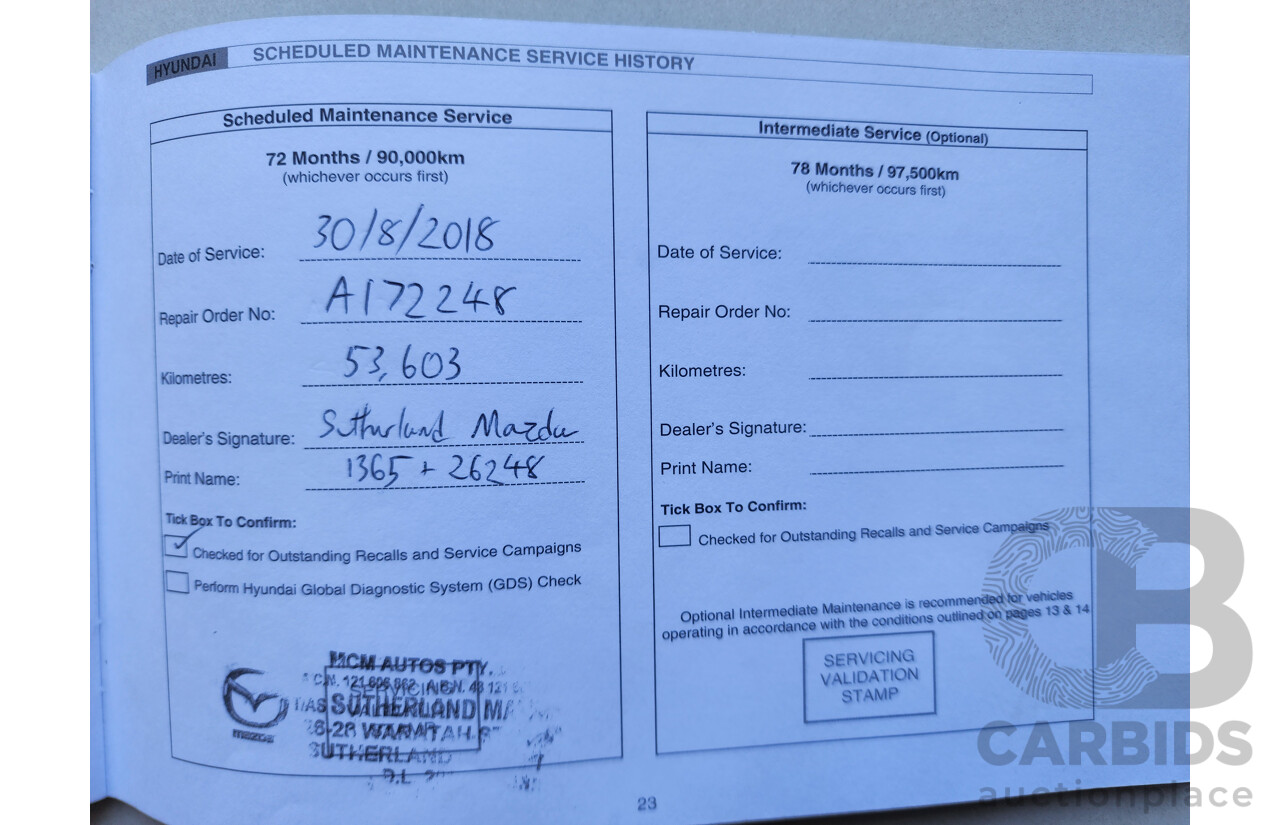 HYUNDAI SCHEDULED MAINTENANCE SERVICE HISTORY
Scheduled Maintenance Service
72 Months / 90,000km
(whichever occurs first)
Date of Service: 30/8/2018
Repair Order No: A172248
Kilometres: 53,603
Dealer's Signature: Sutherland Mazda
Print Name: 1365 + 26248
Tick Box To Confirm:
Checked for Outstanding Recalls and Service Campaigns
Perform Hyundai Global Diagnostic System (GDS) Check
MCM AUTOS PTY.
SERVICING
SUTHERLAND
WARATAH
SUTHERLAND
mazda
Intermediate Service (Optional)
78 Months / 97,500km
(whichever occurs first)
Date of Service:
Repair Order No:
Kilometres:
Dealer's Signature:
Print Name:
Tick Box To Confirm:
Checked for Outstanding Recalls and Service Campaigns
Optional Intermediate Maintenance is recommended for vehicles
operating in accordance with the conditions outlined on pages 13 & 14
SERVICING
VALIDATION
STAMP
23
CB
CARBIDS
auctionplace